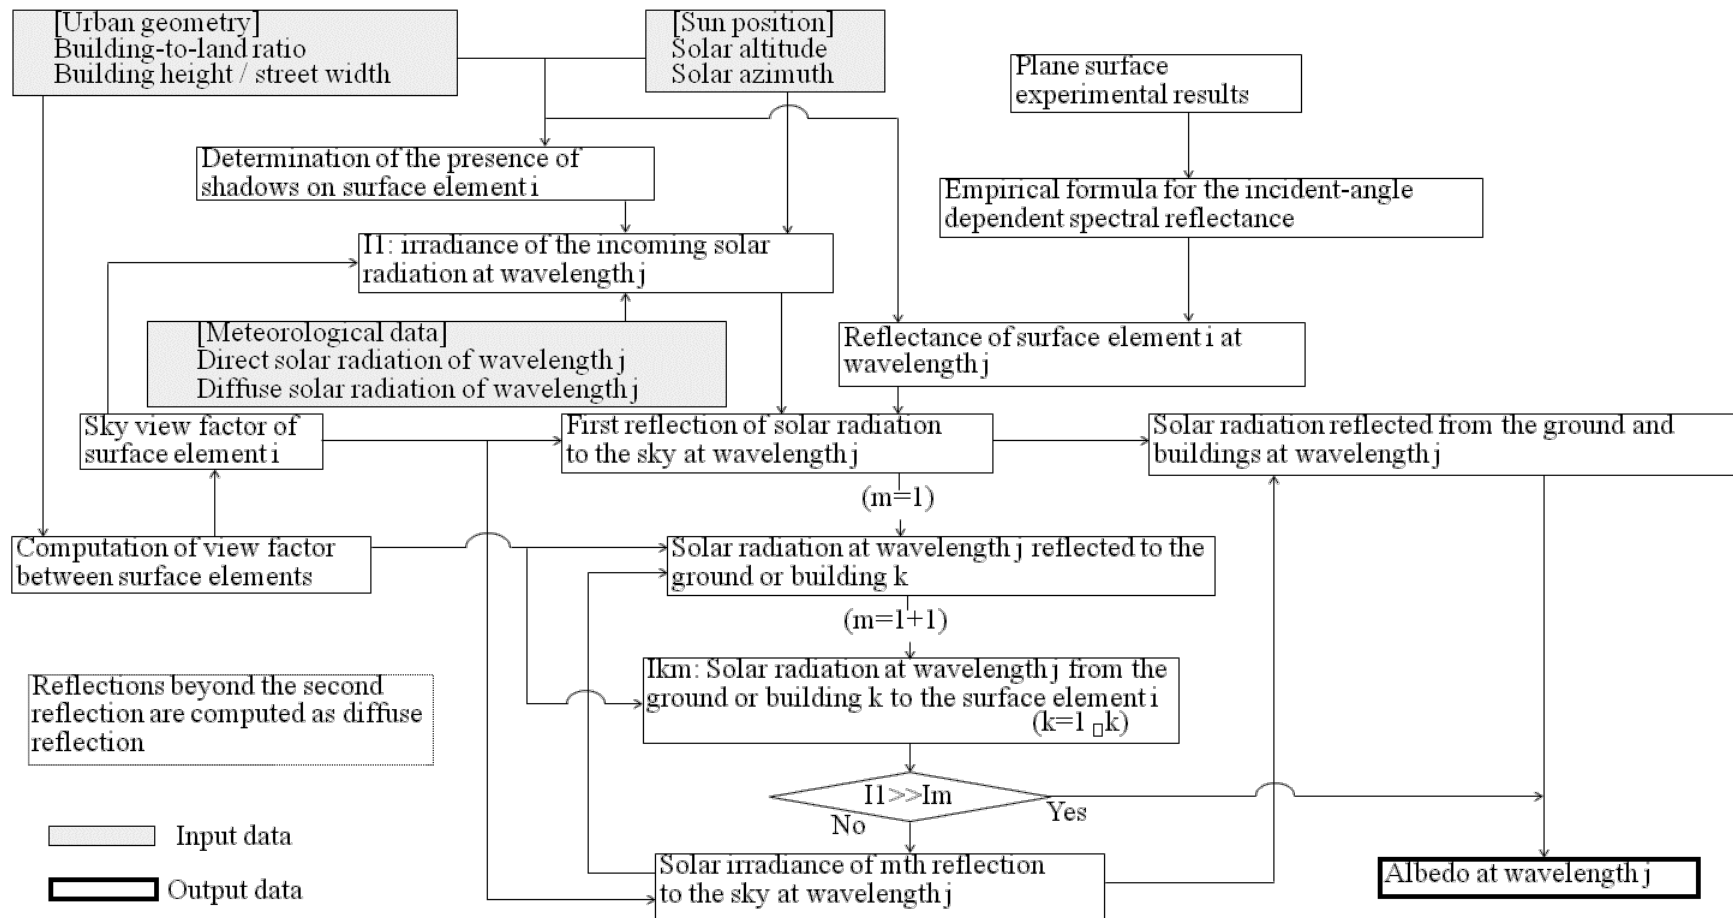 [Urban geometry]
Building-to-land ratio
Building height / street width
[Sun position]
Solar altitude
Solar azimuth
Plane surface
experimental results
Determination of the presence of
shadows on surface element i
Empirical formula for the incident-angle
dependent spectral reflectance
I1: irradiance of the incoming solar
radiation at wavelength j
[Meteorological data]
Direct solar radiation of wavelength j
Diffuse solar radiation of wavelength j
Reflectance of surface element i at
wavelength j
Sky view factor of
surface element i
First reflection of solar radiation
to the sky at wavelength j
Solar radiation reflected from the ground and
buildings at wavelength j
(m=1)
Computation of view factor
between surface elements
Solar radiation at wavelength j reflected to the
ground or building k
(m=1+1)
Ikm: Solar radiation at wavelength j from the
ground or building k to the surface element i
(k=1 □k)
Reflections beyond the second
reflection are computed as diffuse
reflection
I1>>Im
Yes
No
Input data
Solar irradiance of mth reflection
to the sky at wavelength j
Albedo at wavelength j
Output data